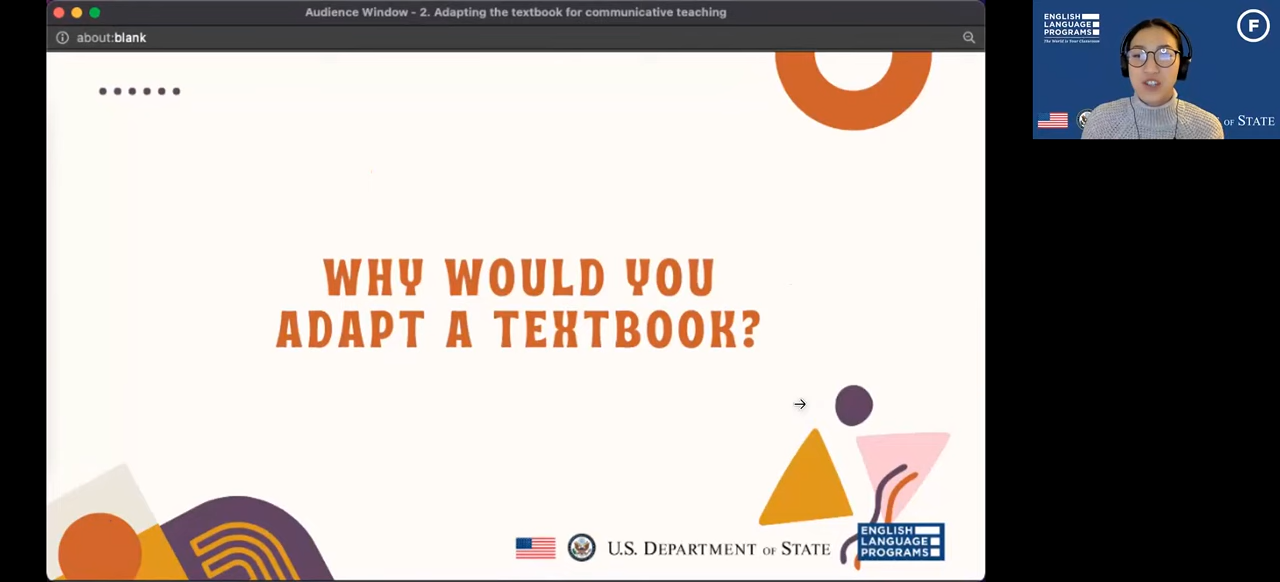 Audience Window - 2. Adapting the textbook for communicative teaching
about:blank
WHY WOULD YOU
ADAPT A TEXTBOOK?
U.S. DEPARTMENT OF STATE
ENGLISH
LANGUAGE
PROGRAMS
ENGLISH
LANGUAGE
PROGRAMS
The World is Your Classroom
F
OF STATE